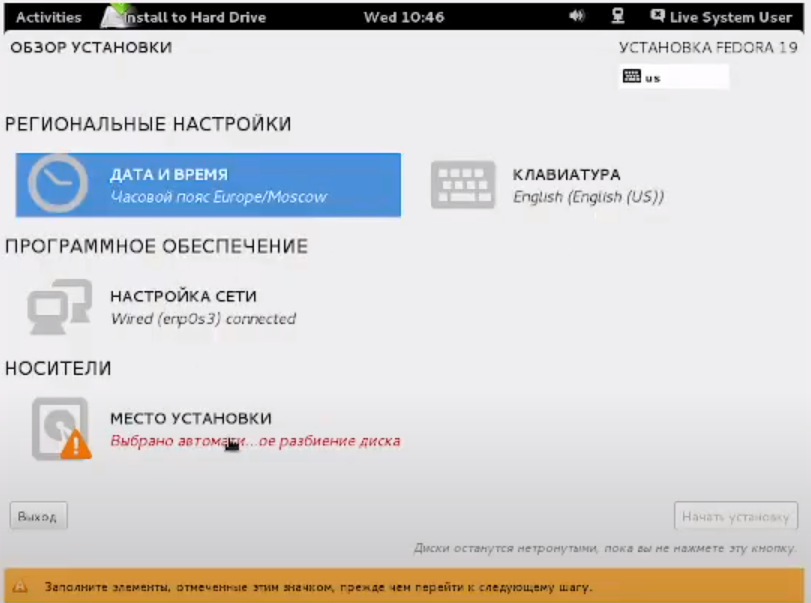 Activities
Install to Hard Drive
Wed 10:46
Live System User
ОБЗОР УСТАНОВКИ
УСТАНОВКА FEDORA 19
us
РЕГИОНАЛЬНЫЕ НАСТРОЙКИ
ДАТА И ВРЕМЯ
Часовой пояс Europe/Moscow
КЛАВИАТУРА
English (English (US))
ПРОГРАММНОЕ ОБЕСПЕЧЕНИЕ
НАСТРОЙКА СЕТИ
Wired (enp0s3) connected
НОСИТЕЛИ
МЕСТО УСТАНОВКИ
Выбрано автомати...ое разбиение диска
Выход
Начать установку
Диски останутся нетронутыми, пока вы не нажмете эту кнопку.
Заполните элементы, отмеченные этим значком, прежде чем перейти к следующему шагу.